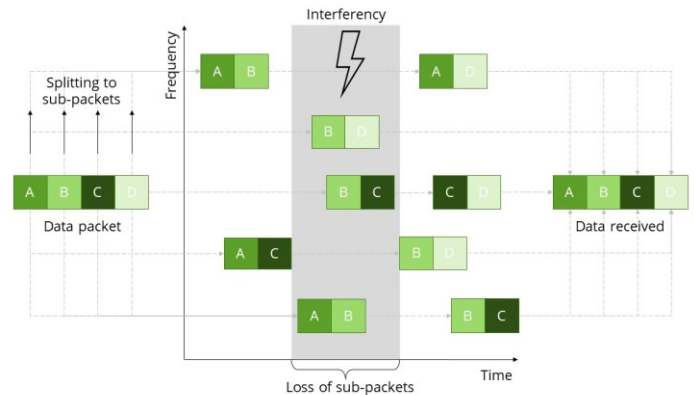 Interferency
Frequency
Splitting to
sub-packets
A B
A D
B D
A B C D
B C
C D
A B C D
Data packet
Data received
A C
B D
A B
B C
Time
Loss of sub-packets